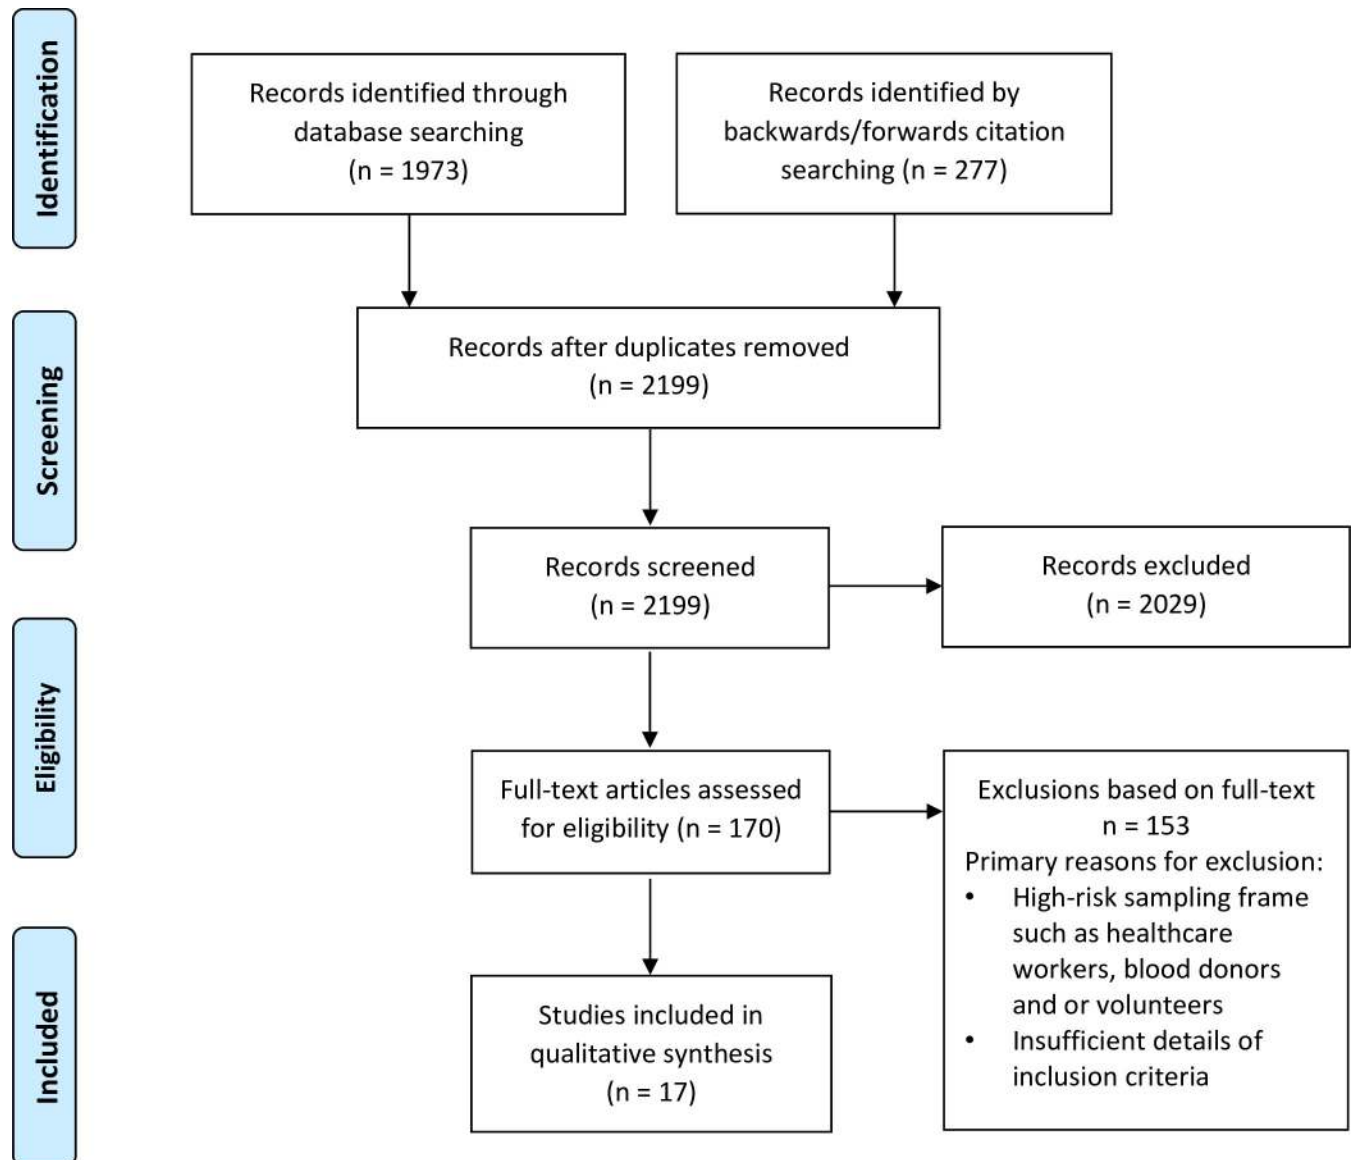 Identification
Records identified through
database searching
(n = 1973)
Records identified by
backwards/forwards citation
searching (n = 277)
Screening
Records after duplicates removed
(n = 2199)
Records screened
(n = 2199)
Records excluded
(n = 2029)
Eligibility
Full-text articles assessed
for eligibility (n = 170)
Exclusions based on full-text
n = 153
Primary reasons for exclusion:
• High-risk sampling frame
such as healthcare
workers, blood donors
and or volunteers
• Insufficient details of
inclusion criteria
Included
Studies included in
qualitative synthesis
(n = 17)